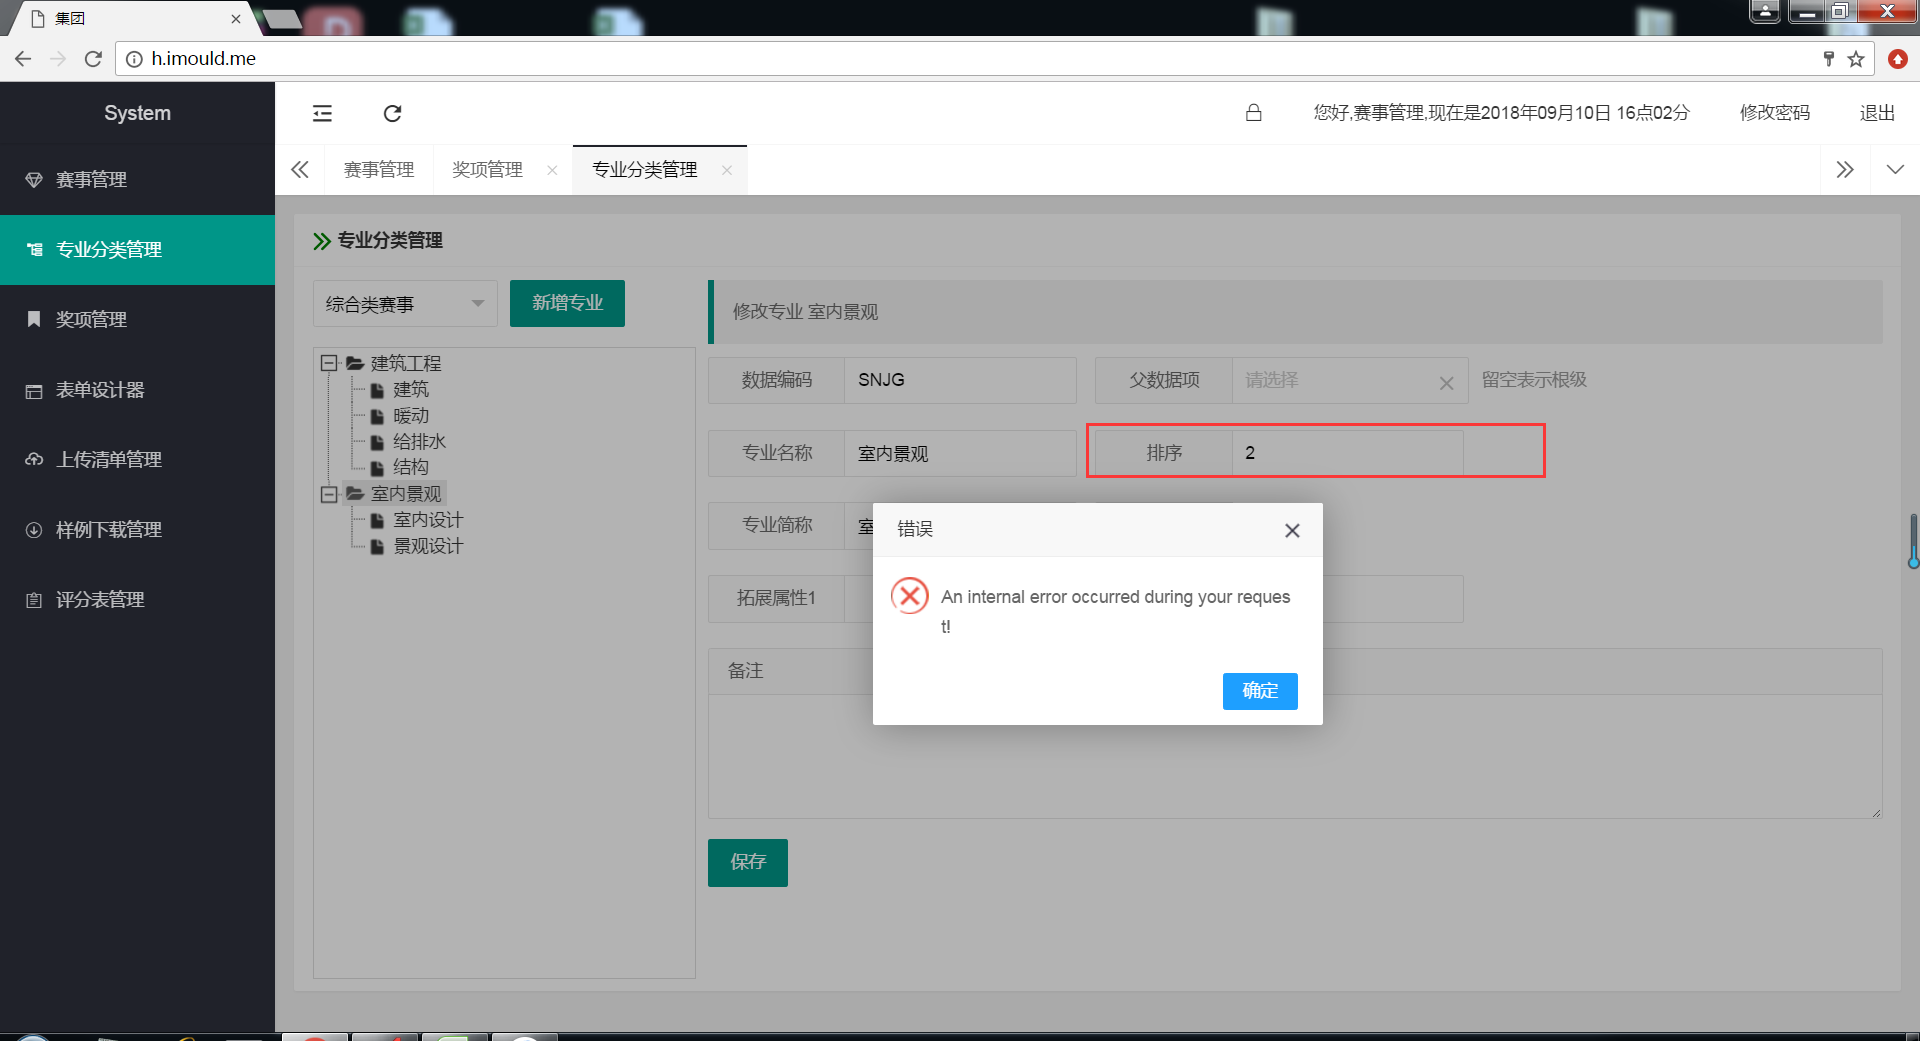 集团
h.imould.me
System
您好,赛事管理,现在是2018年09月10日 16点02分
修改密码
退出
赛事管理
奖项管理
专业分类管理
赛事管理
专业分类管理
奖项管理
表单设计器
上传清单管理
样例下载管理
评分表管理
专业分类管理
综合类赛事
新增专业
建筑工程
建筑
暖动
给排水
结构
室内景观
室内设计
景观设计
修改专业 室内景观
数据编码
SNJG
父数据项
请选择
留空表示根级
专业名称
室内景观
排序
2
专业简称
拓展属性1
备注
保存
错误
An internal error occurred during your reques
t!
确定